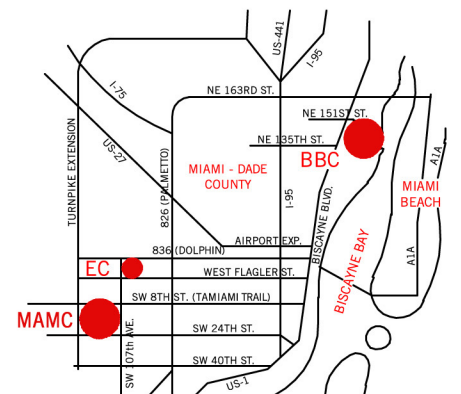 US-441
I-95
I-75
NE 163RD ST.
NE 151ST ST.
NE 135TH ST.
BBC
A1A
US-27
TURNPIKE EXTENSION
826 (PALMETTO)
MIAMI - DADE
COUNTY
I-95
MIAMI
BEACH
BISCAYNE BLVD.
BISCAYNE BAY
A1A
AIRPORT EXP.
836 (DOLPHIN)
EC
WEST FLAGLER ST.
SW 8TH ST. (TAMIAMI TRAIL)
MAMC
SW 24TH ST.
SW 107th AVE.
SW 40TH ST.
US-1